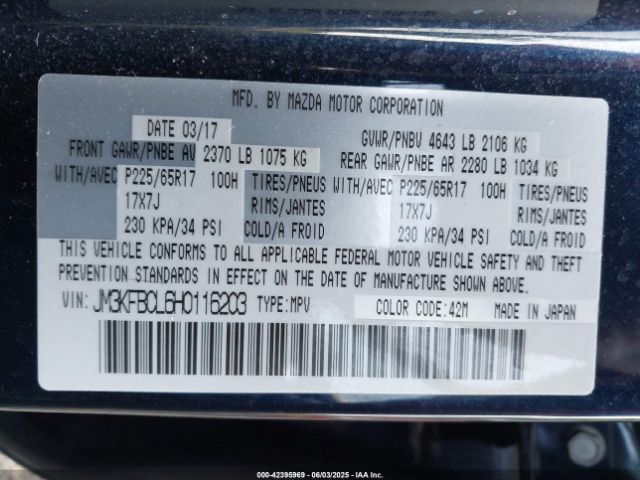 MFD. BY MAZDA MOTOR CORPORATION
DATE 03/17 GVWR/PNBV 4643 LB 2106 KG
FRONT GAWR/PNBE AV 2370 LB 1075 KG REAR GAWR/PNBE AR 2280 LB 1034 KG
WITH/AVEC P225/65R17 100H TIRES/PNEUS WITH/AVEC P225/65R17 100H TIRES/PNEUS
17X7J RIMS/JANTES 17X7J RIMS/JANTES
230 KPA/34 PSI COLD/A FROID 230 KPA/34 PSI COLD/A FROID
THIS VEHICLE CONFORMS TO ALL APPLICABLE FEDERAL MOTOR VEHICLE SAFETY AND THEFT
PREVENTION STANDARDS IN EFFECT ON THE DATE OF MANUFACTURE SHOWN ABOVE.
VIN: JM3KFBCL6H0116203 TYPE:MPV COLOR CODE:42M MADE IN JAPAN
000-42395969 - 06/03/2025 - IAA Inc.